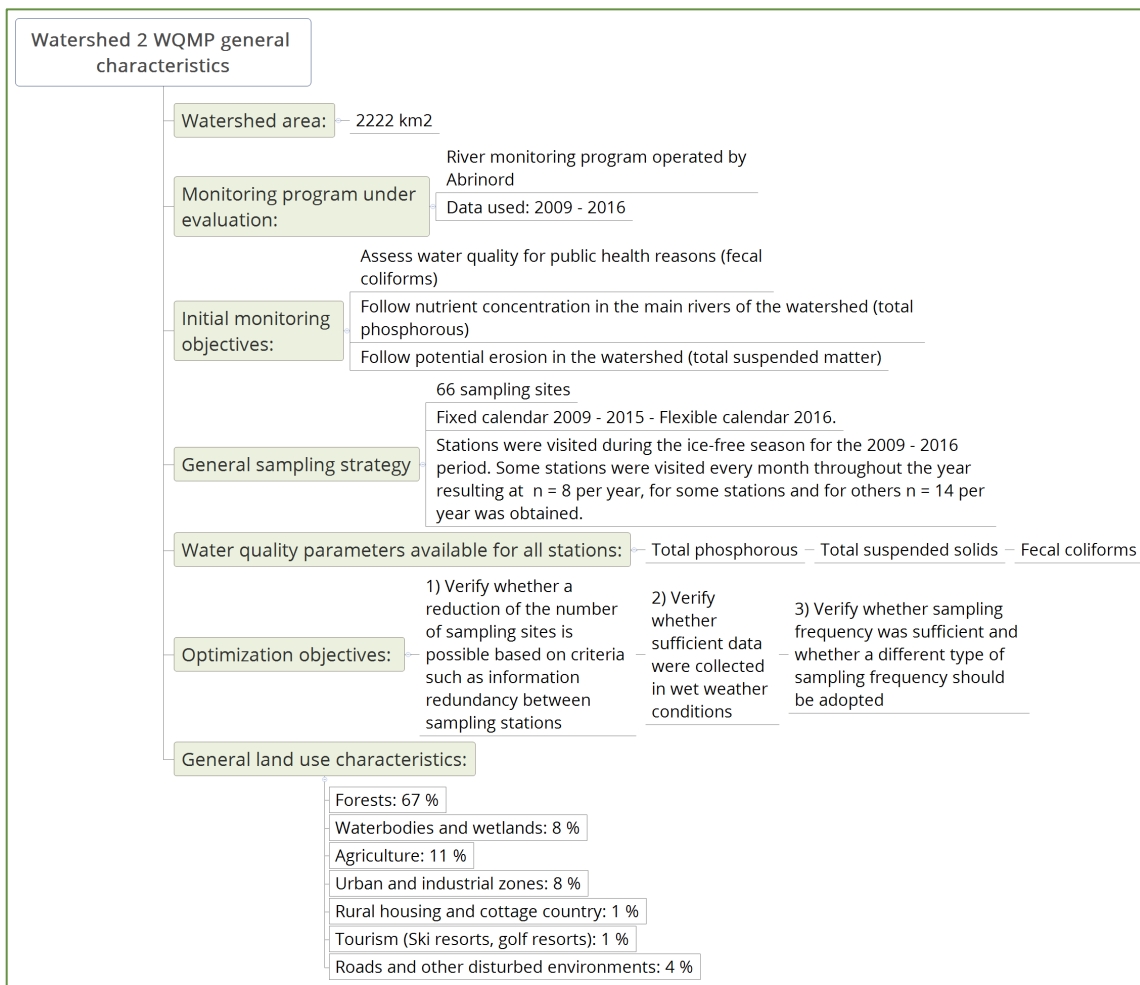 Watershed 2 WQMP general
characteristics
Watershed area:
2222 km2
Monitoring program under
evaluation:
River monitoring program operated by
Abrinord
Data used: 2009 - 2016
Initial monitoring
objectives:
Assess water quality for public health reasons (fecal
coliforms)
Follow nutrient concentration in the main rivers of the watershed (total
phosphorous)
Follow potential erosion in the watershed (total suspended matter)
General sampling strategy
66 sampling sites
Fixed calendar 2009 - 2015 - Flexible calendar 2016.
Stations were visited during the ice-free season for the 2009 - 2016
period. Some stations were visited every month throughout the year
resulting at  n = 8 per year, for some stations and for others n = 14 per
year was obtained.
Water quality parameters available for all stations:
Total phosphorous
Total suspended solids
Fecal coliforms
Optimization objectives:
1) Verify whether a
reduction of the number
of sampling sites is
possible based on criteria
such as information
redundancy between
sampling stations
2) Verify
whether
sufficient data
were collected
in wet weather
conditions
3) Verify whether sampling
frequency was sufficient and
whether a different type of
sampling frequency should
be adopted
General land use characteristics:
Forests: 67 %
Waterbodies and wetlands: 8 %
Agriculture: 11 %
Urban and industrial zones: 8 %
Rural housing and cottage country: 1 %
Tourism (Ski resorts, golf resorts): 1 %
Roads and other disturbed environments: 4 %